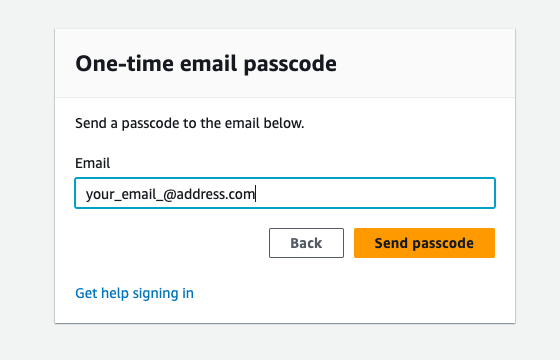 One-time email passcode
Send a passcode to the email below.
Email
your_email_@address.com
Back
Send passcode
Get help signing in